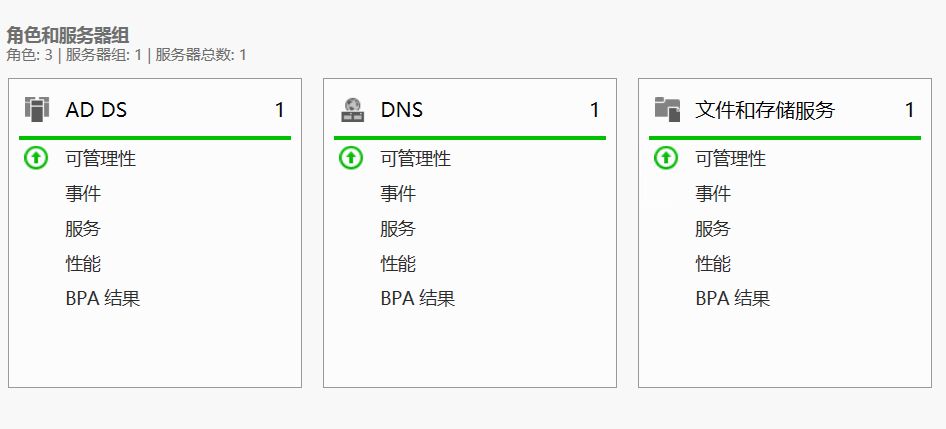 角色和服务器组
角色: 3 | 服务器组: 1 | 服务器总数: 1
AD DS 1
可管理性
事件
服务
性能
BPA 结果
DNS 1
可管理性
事件
服务
性能
BPA 结果
文件和存储服务 1
可管理性
事件
服务
性能
BPA 结果